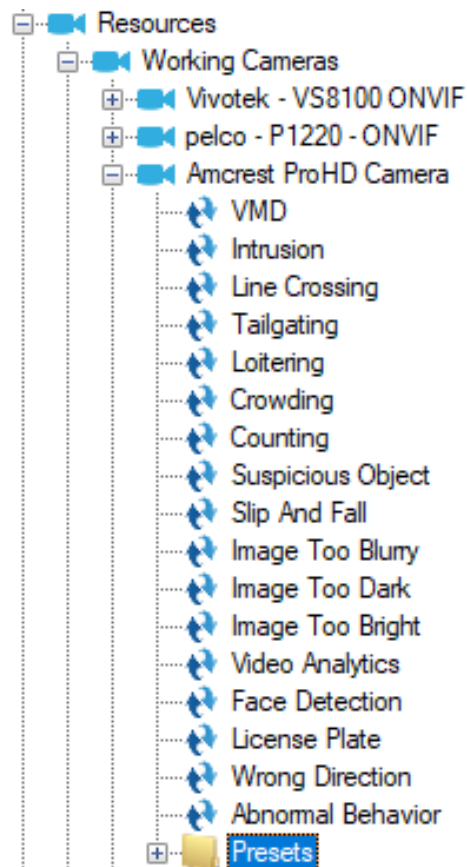 Resources
Working Cameras
Vivotek - VS8100 ONVIF
pelco - P1220 - ONVIF
Amcrest ProHD Camera
VMD
Intrusion
Line Crossing
Tailgating
Loitering
Crowding
Counting
Suspicious Object
Slip And Fall
Image Too Blurry
Image Too Dark
Image Too Bright
Video Analytics
Face Detection
License Plate
Wrong Direction
Abnormal Behavior
Presets